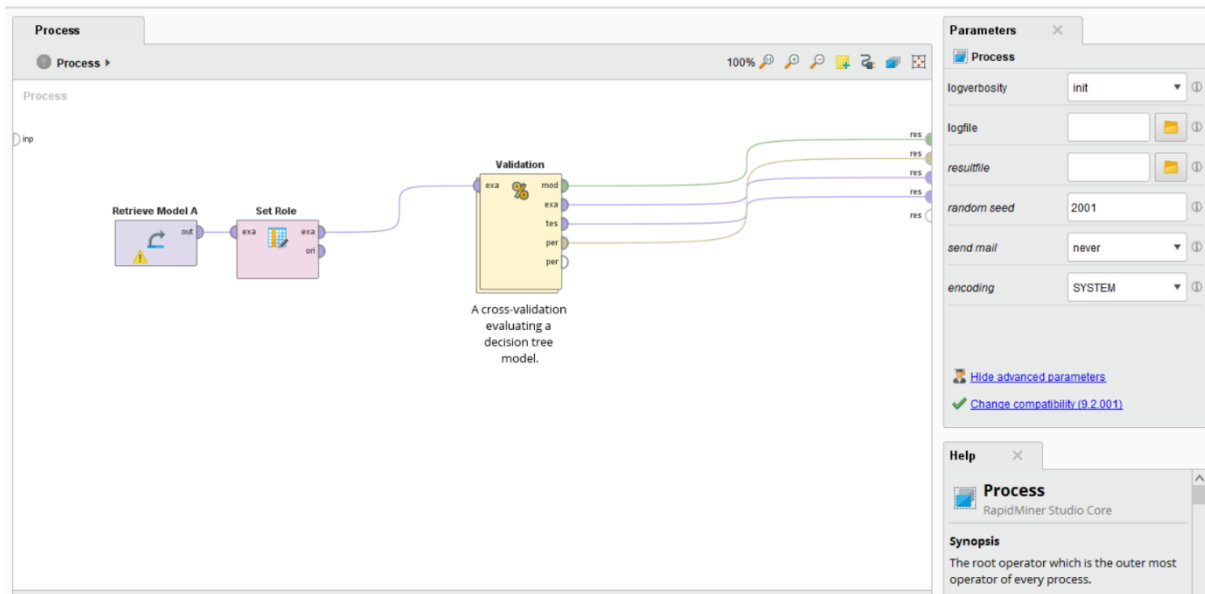 Process
Process
100%
Process
inp
Retrieve Model A
out
Set Role
exa
exa
ori
Validation
exa
mod
exa
tes
per
per
A cross-validation
evaluating a
decision tree
model.
res
res
res
res
res
Parameters
Process
logverbosity
init
logfile
resultfile
random seed
2001
send mail
never
encoding
SYSTEM
Hide advanced parameters
Change compatibility (9.2.001)
Help
Process
RapidMiner Studio Core
Synopsis
The root operator which is the outer most
operator of every process.